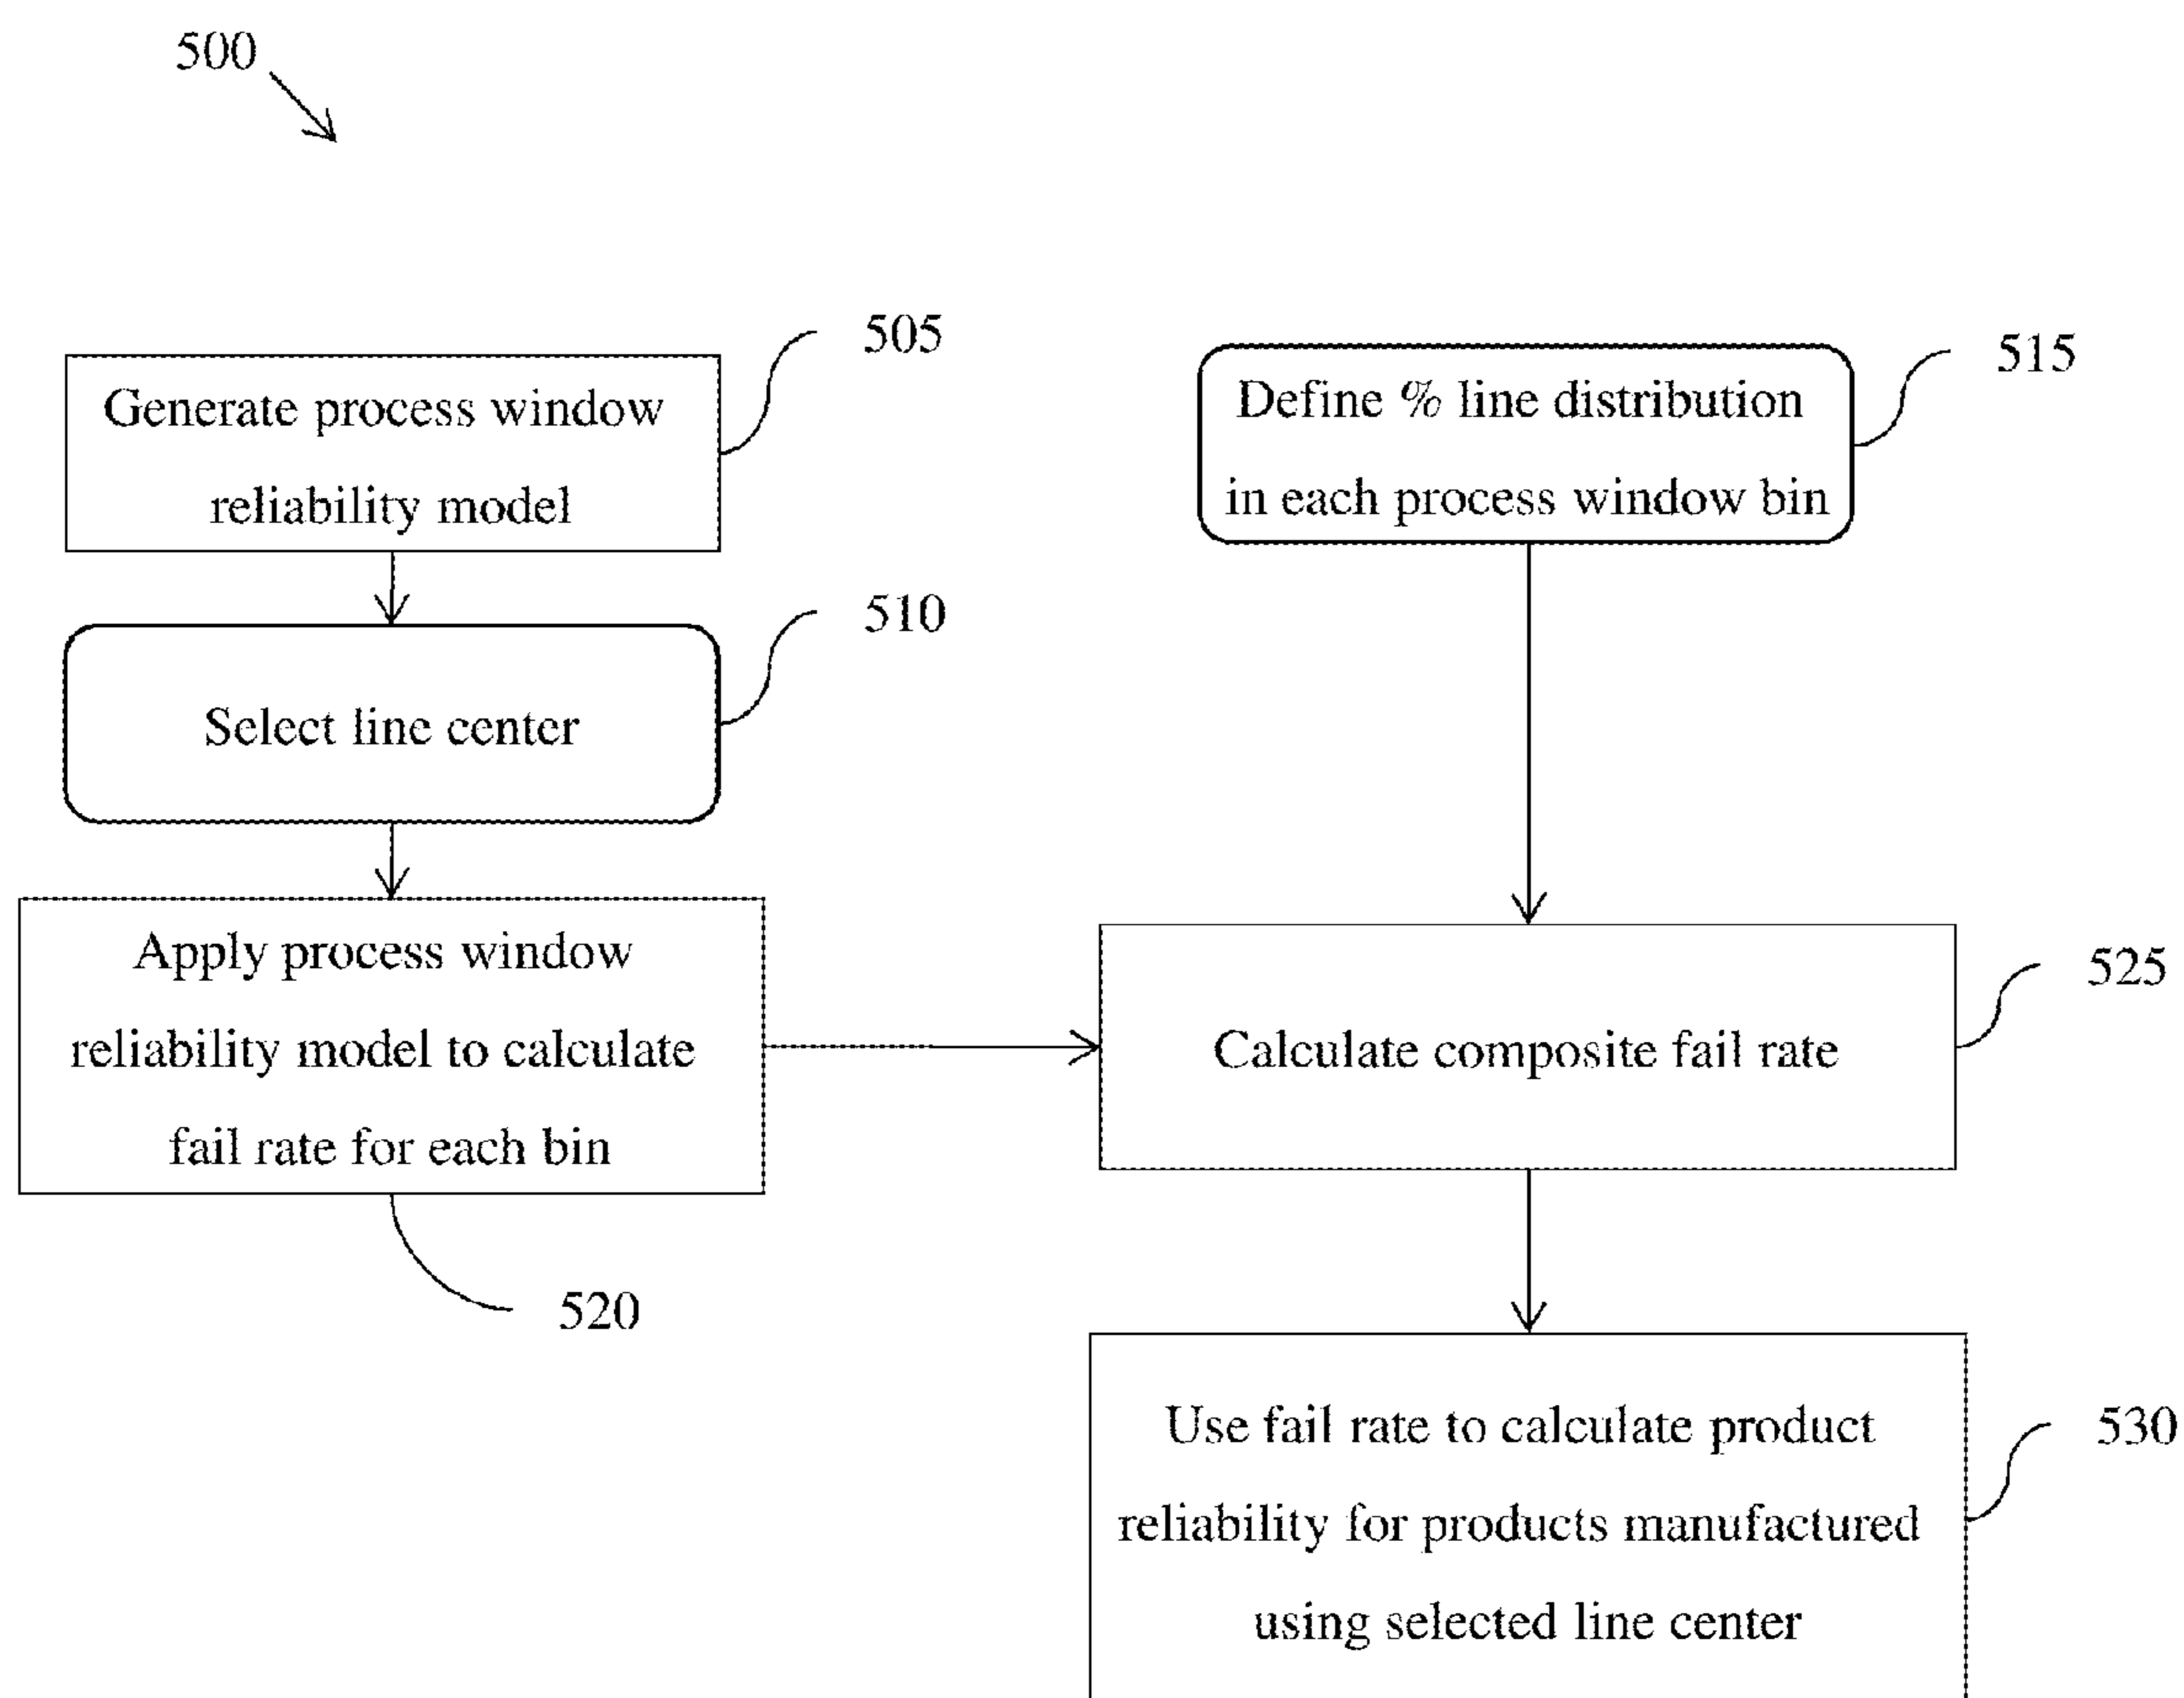 500
505
Generate process window
reliability model
515
Define % line distribution
in each process window bin
510
Select line center
Apply process window
reliability model to calculate
fail rate for each bin
520
525
Calculate composite fail rate
530
Use fail rate to calculate product
reliability for products manufactured
using selected line center